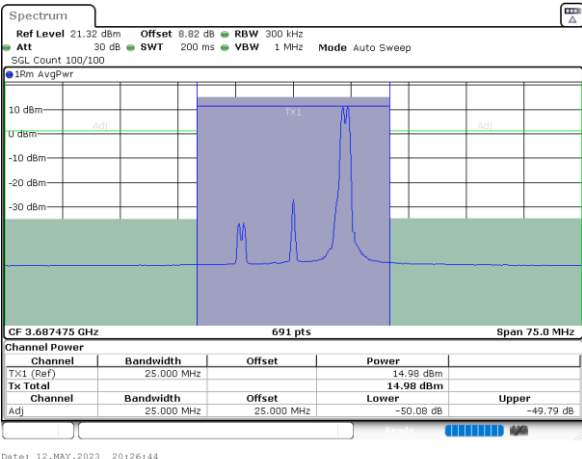 Spectrum
Ref Level 21.32 dBm Offset 8.82 dB RBW 300 kHz
Att 30 dB SWT 200 ms VBW 1 MHz Mode Auto Sweep
SGL Count 100/100
1Rm AvgPwr
10 dBm
TX1
Adj Adj
0 dBm
-10 dBm
-20 dBm
-30 dBm
CF 3.687475 GHz 691 pts Span 75.0 MHz
Channel Power
Channel Bandwidth Offset Power
TX1 (Ref) 25.000 MHz 14.98 dBm
Tx Total 14.98 dBm
Channel Bandwidth Offset Lower Upper
Adj 25.000 MHz 25.000 MHz -50.08 dB -49.79 dB
Ready
Date: 12.MAY.2023 20:26:44